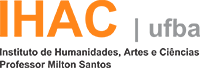 IHAC | ufba
Instituto de Humanidades, Artes e Ciências
Professor Milton Santos